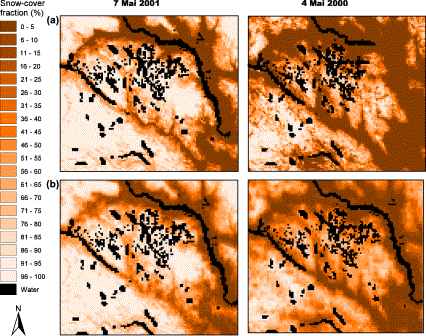 7 Mai 2001
4 Mai 2000
Snow-cover
fraction (%)
0 - 5
6 - 10
11 - 15
16 - 20
21 - 25
26 - 30
31 - 35
36 - 40
41 - 45
46 - 50
51 - 55
56 - 60
61 - 65
66 - 70
71 - 75
76 - 80
81 - 85
86 - 90
91 - 95
96 - 100
Water
N
(a)
(b)